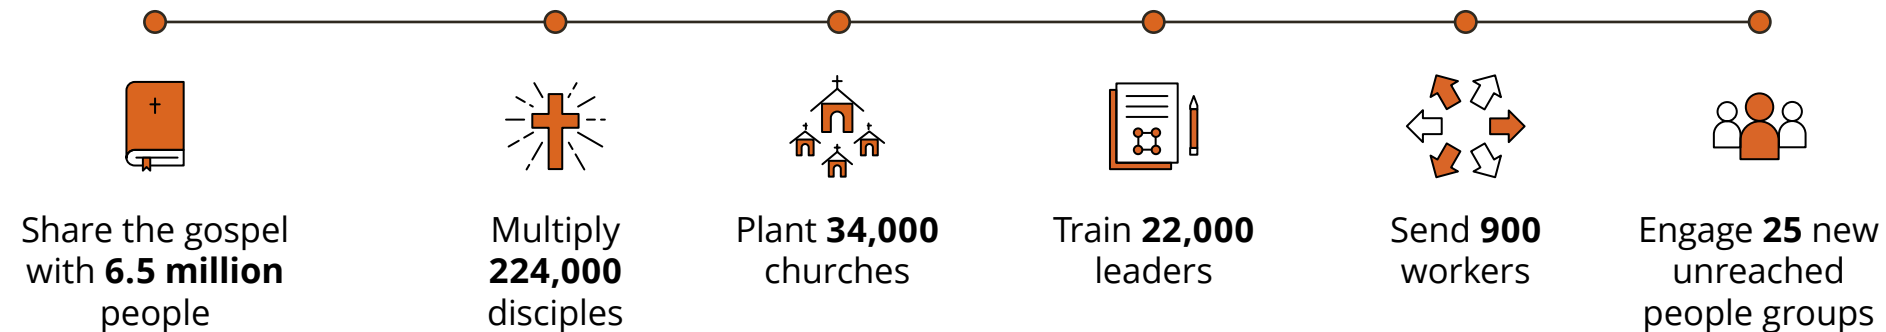 Share the gospel
with 6.5 million
people
Multiply
224,000
disciples
Plant 34,000
churches
Train 22,000
leaders
Send 900
workers
Engage 25 new
unreached
people groups